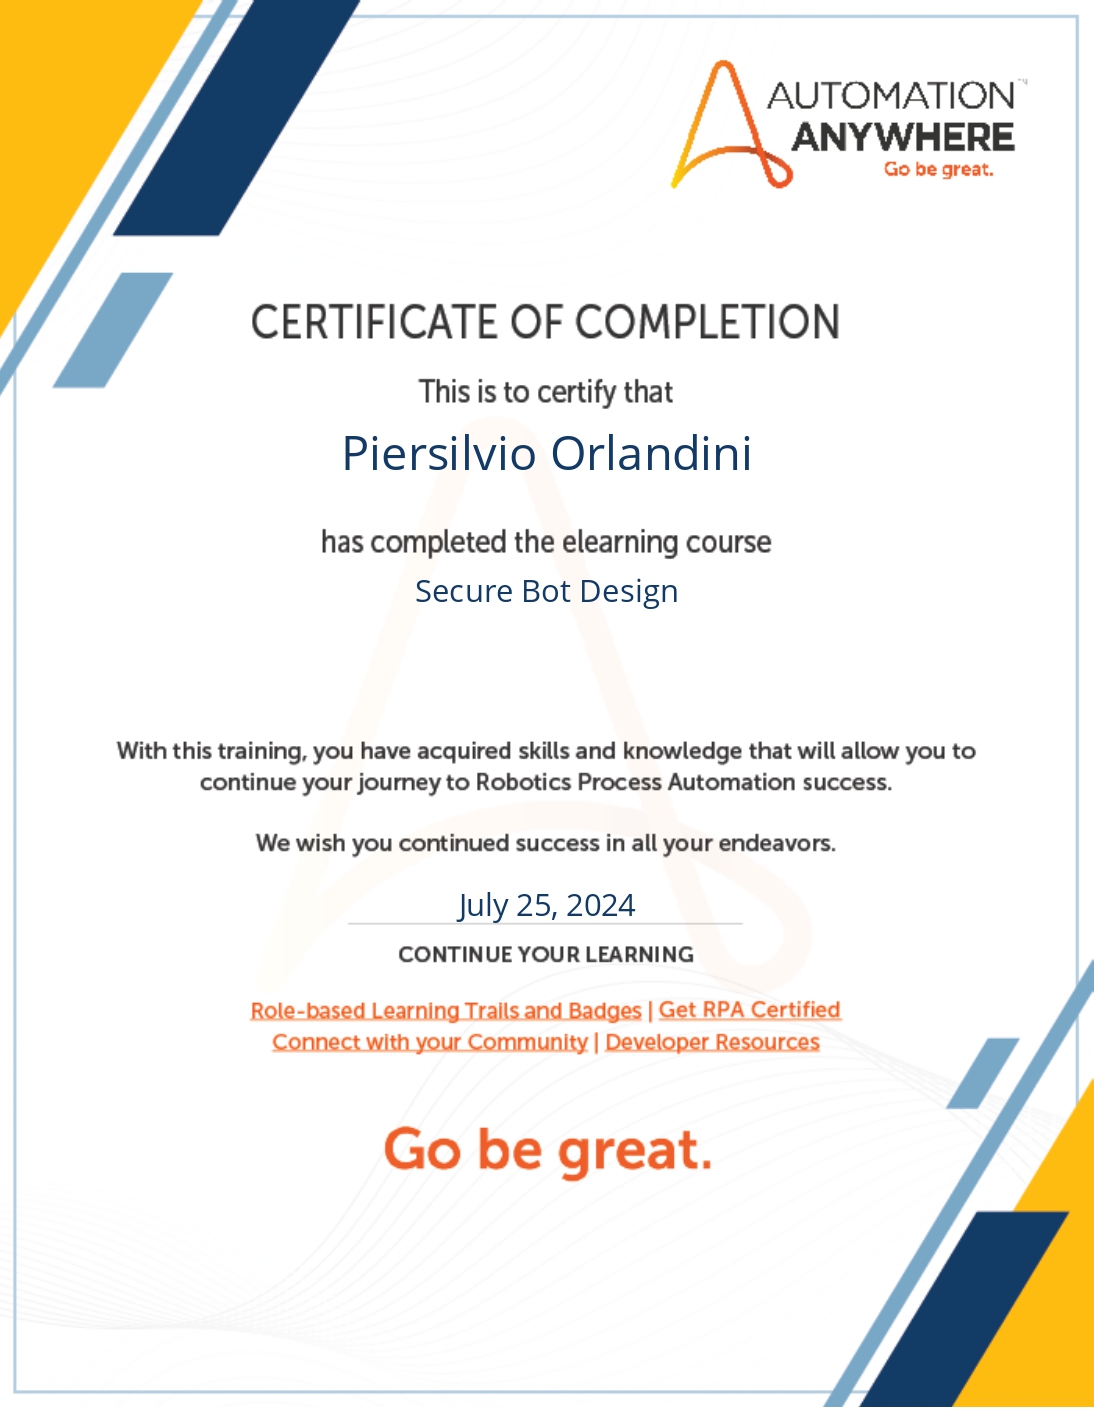 AUTOMATION
ANYWHERE
Go be great.
CERTIFICATE OF COMPLETION
This is to certify that
Piersilvio Orlandini
has completed the elearning course
Secure Bot Design
With this training, you have acquired skills and knowledge that will allow you to
continue your journey to Robotics Process Automation success.
We wish you continued success in all your endeavors.
July 25, 2024
CONTINUE YOUR LEARNING
Role-based Learning Trails and Badges | Get RPA Certified
Connect with your Community | Developer Resources
Go be great.